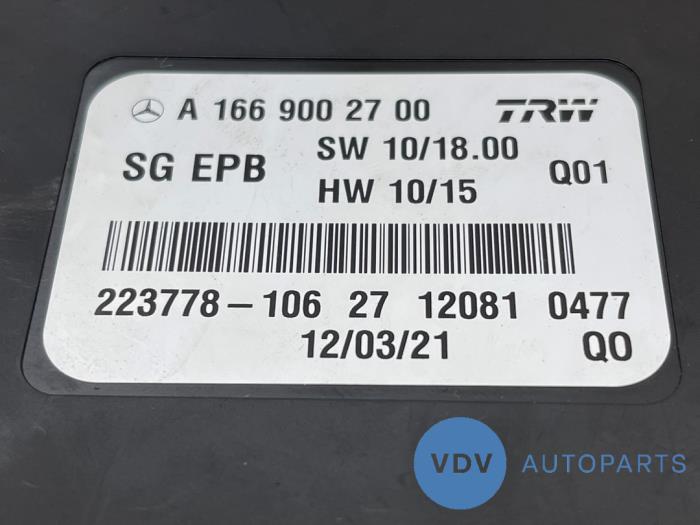 A 166 900 27 00 TRW
SG EPB SW 10/18.00 Q01
HW 10/15
223778-106 27 12081 0477
12/03/21 Q0
VDV AUTOPARTS